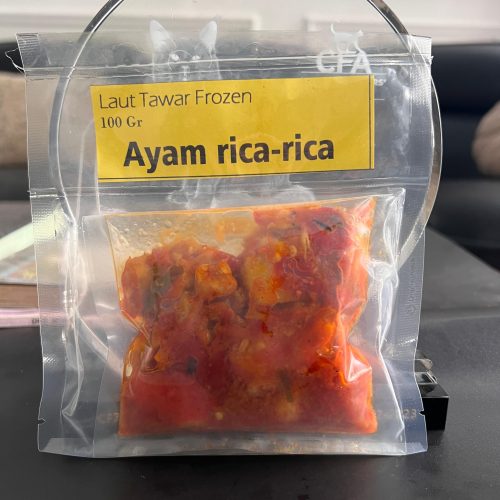 CFA
Laut Tawar Frozen
100 Gr
Ayam rica-rica